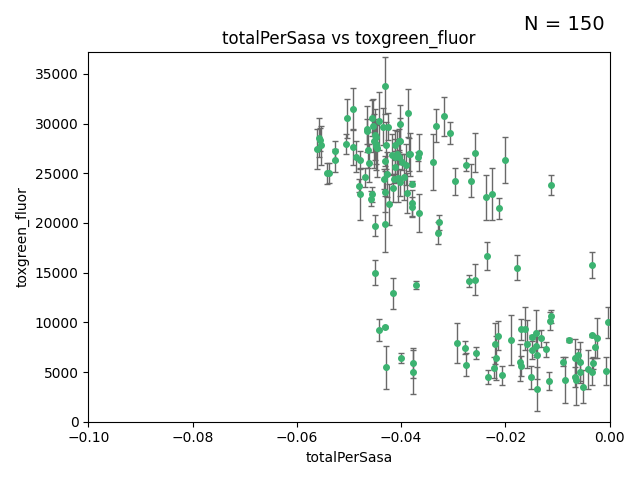 N = 150
totalPerSasa vs toxgreen_fluor
toxgreen_fluor
35000
30000
25000
20000
15000
10000
5000
0
−0.10 −0.08 −0.06 −0.04 −0.02 0.00
totalPerSasa